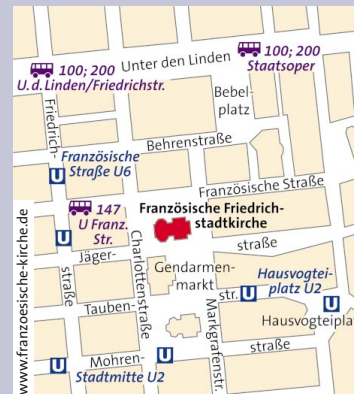 100; 200
U.d.Linden/Friedrichstr.
Unter den Linden
100; 200
Staatsoper
Bebel-
platz
Friedrich-
Behrenstraße
Französische
Straße U6
U
Französische Straße
147
U Franz.
Str.
U
Französische Friedrich-
stadtkirche
straße
Jäger-
straße
Charlottenstraße
Gendarmen-
markt
Hausvogtei-
platz U2
str.
U
Markgrafenstr.
Hausvogteipla
Tauben-
Mohren-
straße
U
U
Stadtmitte U2
www.franzoesische-kirche.de